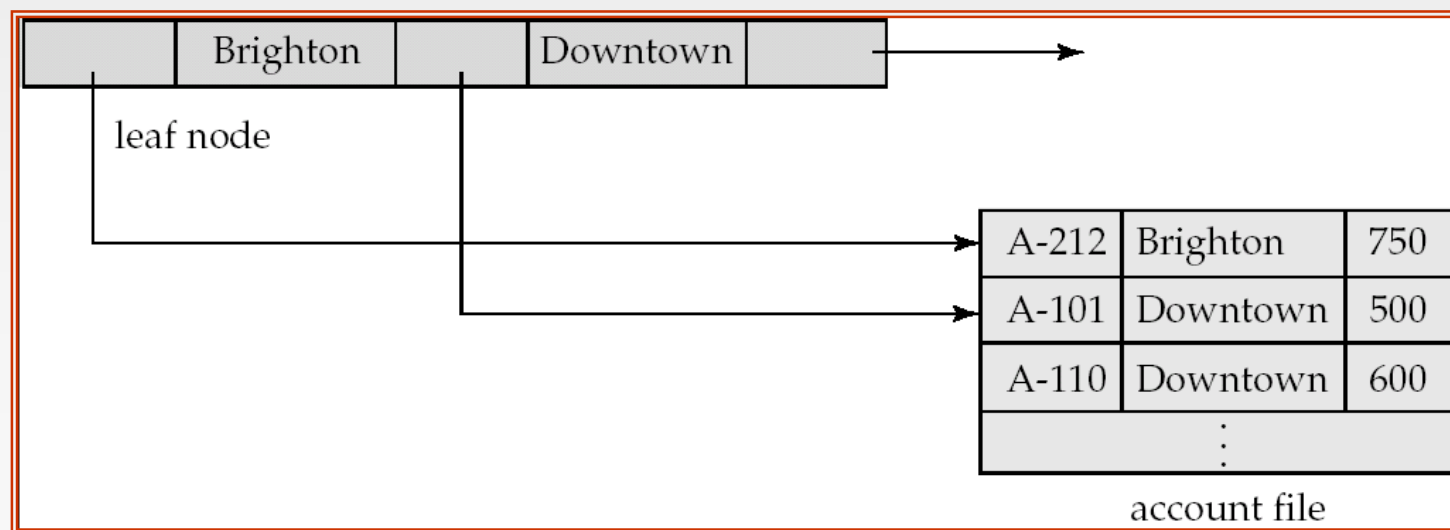 Brighton Downtown
leaf node
A-212 Brighton 750
A-101 Downtown 500
A-110 Downtown 600
⋮
account file